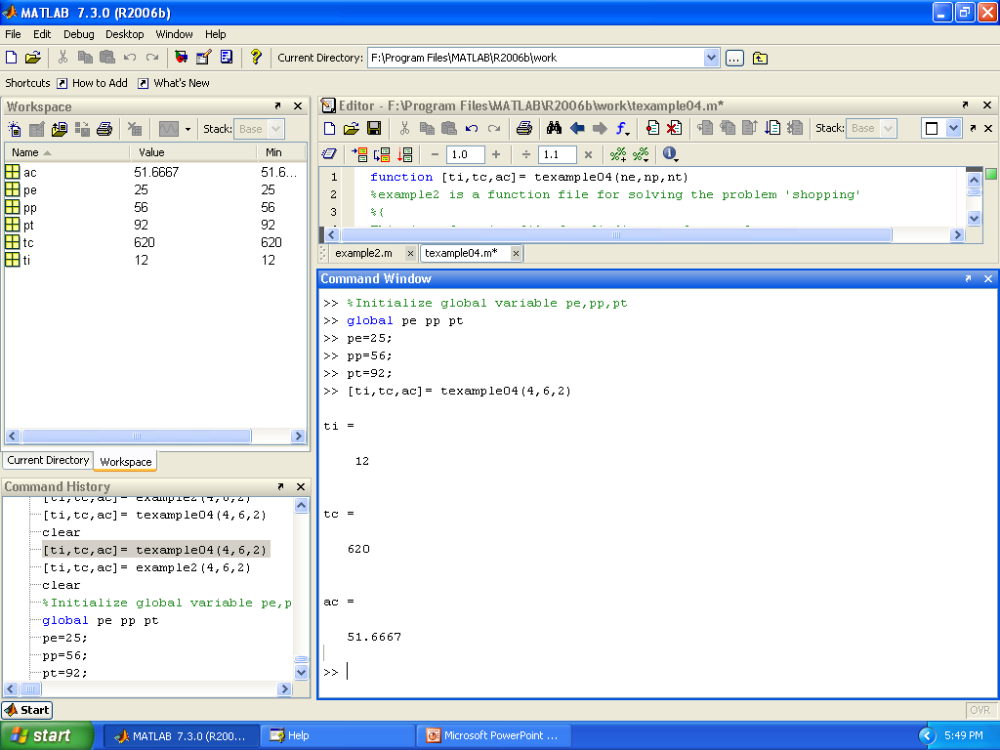 MATLAB 7.3.0 (R2006b)
File Edit Debug Desktop Window Help
Current Directory: F:\Program Files\MATLAB\R2006b\work ...
Shortcuts How to Add What's New
Workspace
Stack: Base
Name Value Min
ac 51.6667 51.6...
pe 25 25
pp 56 56
pt 92 92
tc 620 620
ti 12 12
Current Directory Workspace
Command History
[ti,tc,ac]= example2(4,6,2)
[ti,tc,ac]= texample04(4,6,2)
clear
[ti,tc,ac]= texample04(4,6,2)
[ti,tc,ac]= example2(4,6,2)
clear
%Initialize global variable pe,p
global pe pp pt
pe=25;
pp=56;
pt=92;
Editor - F:\Program Files\MATLAB\R2006b\work\texample04.m*
Stack: Base
− 1.0 + ÷ 1.1 ×
1 function [ti,tc,ac]= texample04(ne,np,nt)
2 %example2 is a function file for solving the problem 'shopping'
3 %{
example2.m texample04.m*
Command Window
>> %Initialize global variable pe,pp,pt
>> global pe pp pt
>> pe=25;
>> pp=56;
>> pt=92;
>> [ti,tc,ac]= texample04(4,6,2)
ti =
12
tc =
620
ac =
51.6667
>>
Start
OVR
start MATLAB 7.3.0 (R200... Help Microsoft PowerPoint ... 5:49 PM